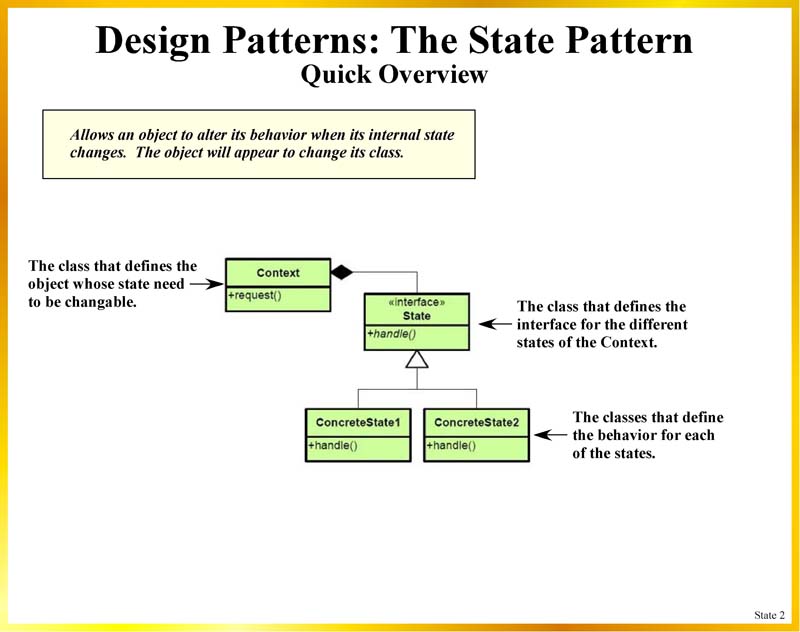 Design Patterns: The State Pattern
Quick Overview
Allows an object to alter its behavior when its internal state
changes.  The object will appear to change its class.
The class that defines the
object whose state need
to be changable.
Context
+request()
«interface»
State
+handle()
The class that defines the
interface for the different
states of the Context.
ConcreteState1
+handle()
ConcreteState2
+handle()
The classes that define
the behavior for each
of the states.
State 2